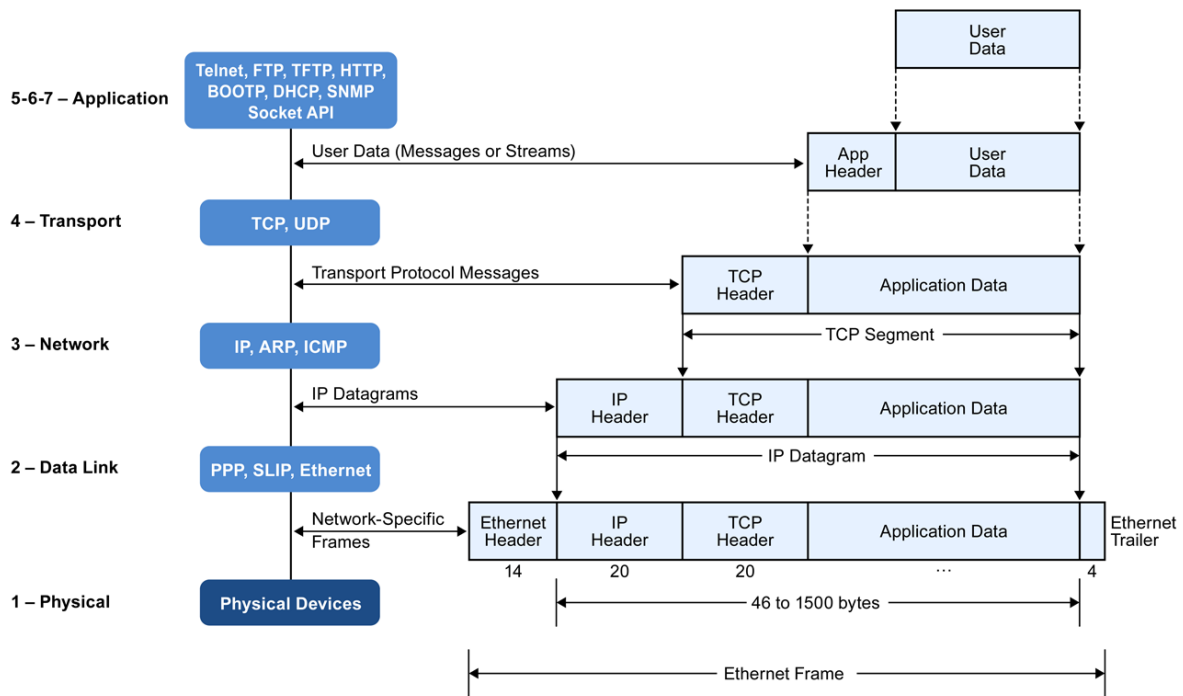 User
Data
5-6-7 – Application
Telnet, FTP, TFTP, HTTP,
BOOTP, DHCP, SNMP
Socket API
User Data (Messages or Streams)
App
Header
User
Data
4 – Transport
TCP, UDP
Transport Protocol Messages
TCP
Header
Application Data
TCP Segment
3 – Network
IP, ARP, ICMP
IP Datagrams
IP
Header
TCP
Header
Application Data
IP Datagram
2 – Data Link
PPP, SLIP, Ethernet
Network-Specific
Frames
Ethernet
Header
IP
Header
TCP
Header
Application Data
Ethernet
Trailer
14
20
20
...
4
1 – Physical
Physical Devices
46 to 1500 bytes
Ethernet Frame